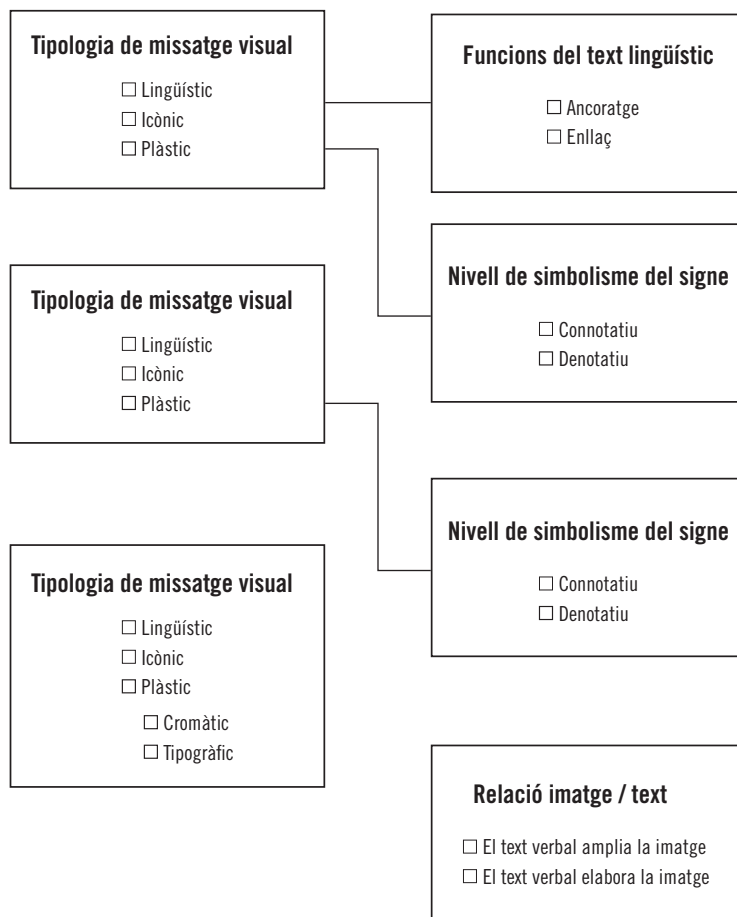 Tipologia de missatge visual
☐ Lingüístic
☐ Icònic
☐ Plàstic
Funcions del text lingüístic
☐ Ancoratge
☐ Enllaç
Nivell de simbolisme del signe
☐ Connotatiu
☐ Denotatiu
Tipologia de missatge visual
☐ Lingüístic
☐ Icònic
☐ Plàstic
Nivell de simbolisme del signe
☐ Connotatiu
☐ Denotatiu
Tipologia de missatge visual
☐ Lingüístic
☐ Icònic
☐ Plàstic
☐ Cromàtic
☐ Tipogràfic
Relació imatge / text
☐ El text verbal amplia la imatge
☐ El text verbal elabora la imatge